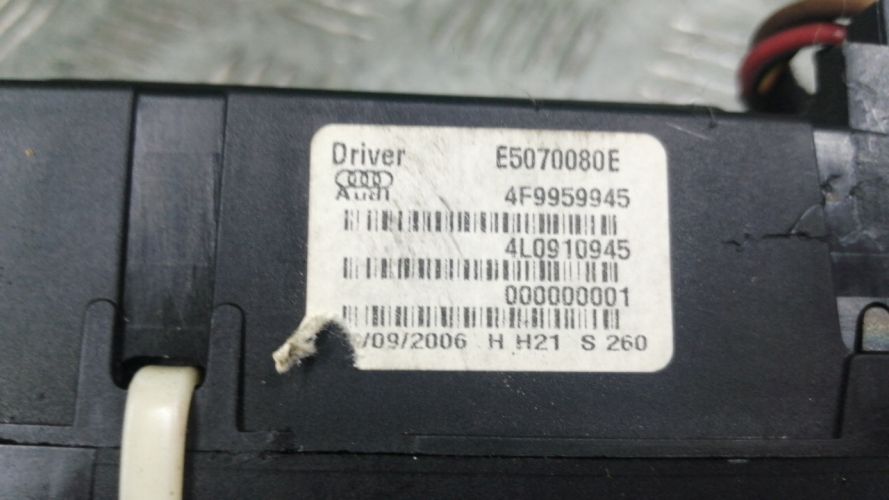 Driver E5070080E
Audi 4F9959945
4L0910945
000000001
/09/2006 H H21 S 260